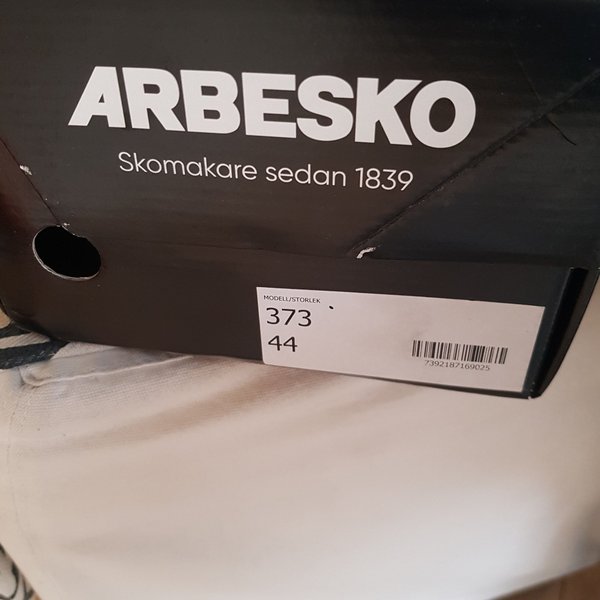 ARBESKO
Skomakare sedan 1839
MODELL/STORLEK
373
44
7392187169025